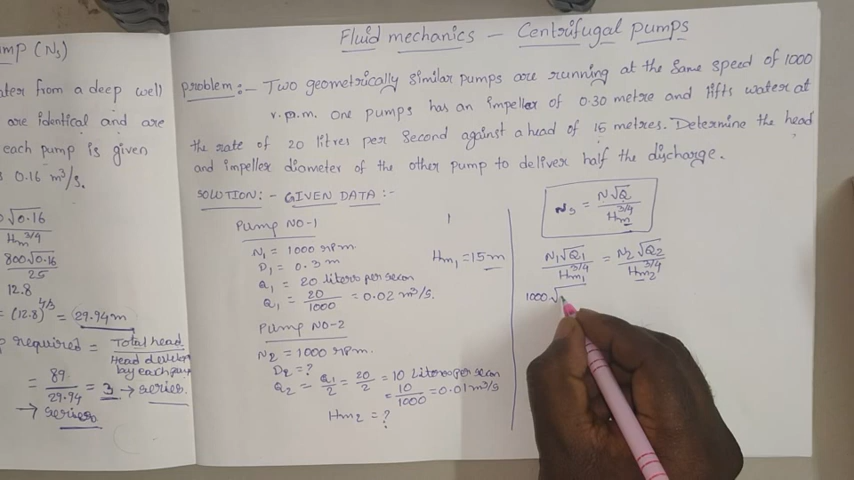 mp (Ns)
ater from a deep well
are identical and are
each pump is given
s 0.16 m³/s.
√0.16
Hm^3/4
800√0.16
25
12.8
= (12.8)^4/3 = 29.94m
required = Total head
Head develop
by each pump
= 89 / 29.94 = 3 → series.
→ series
Fluid mechanics – Centrifugal pumps
problem:- Two geometrically similar pumps are running at the same speed of 1000
r.p.m. One pumps has an impeller of 0.30 metre and lifts water at
the rate of 20 litres per second against a head of 15 metres. Determine the head
and impeller diameter of the other pump to deliver half the discharge.
SOLUTION:- GIVEN DATA:-
Pump NO-1
N₁ = 1000 rpm
D₁ = 0.3 m
Q₁ = 20 liters per secon
Q₁ = 20/1000 = 0.02 m³/s.
Hm₁ = 15m
Pump NO-2
N₂ = 1000 rpm.
D₂ = ?
Q₂ = Q₁/2 = 20/2 = 10 Liters per secon
= 10/1000 = 0.01 m³/s
Hm₂ = ?
Ns = N√Q / Hm^3/4
N₁√Q₁ / Hm₁^3/4 = N₂√Q₂ / Hm₂^3/4
1000.√